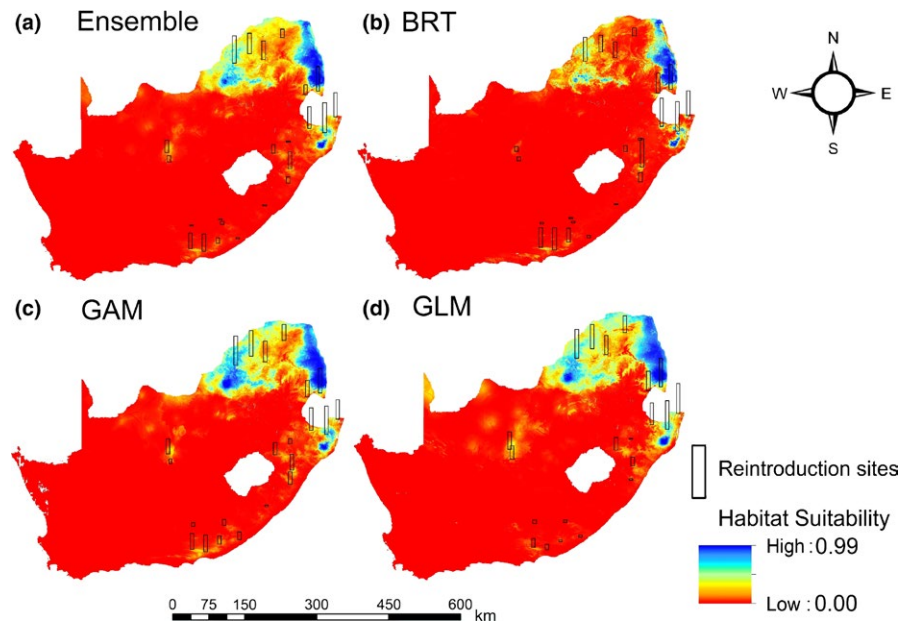 (a) Ensemble
(b) BRT
N
W E
S
(c) GAM
(d) GLM
Reintroduction sites
Habitat Suitability
High : 0.99
Low : 0.00
0 75 150 300 450 600
km